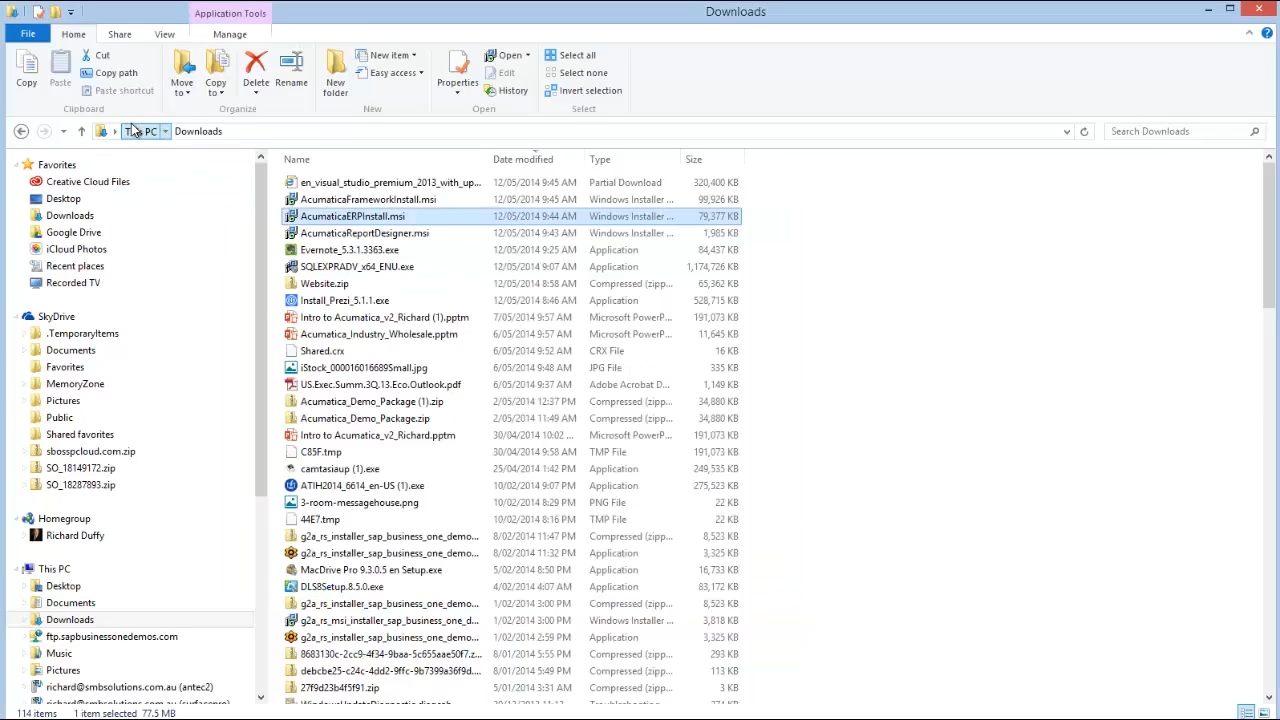 Application Tools
Downloads
File
Home
Share
View
Manage
Copy
Paste
Cut
Copy path
Paste shortcut
Clipboard
Move to
Copy to
Delete
Rename
Organize
New folder
New item
Easy access
New
Properties
Open
Edit
History
Open
Select all
Select none
Invert selection
Select
PC
Downloads
Search Downloads
Name Date modified Type Size
en_visual_studio_premium_2013_with_up... 12/05/2014 9:45 AM Partial Download 320,400 KB
AcumaticaFrameworkInstall.msi 12/05/2014 9:45 AM Windows Installer ... 99,926 KB
AcumaticaERPInstall.msi 12/05/2014 9:44 AM Windows Installer ... 79,377 KB
AcumaticaReportDesigner.msi 12/05/2014 9:43 AM Windows Installer ... 1,985 KB
Evernote_5.3.1.3363.exe 12/05/2014 9:25 AM Application 84,437 KB
SQLEXPRADV_x64_ENU.exe 12/05/2014 9:07 AM Application 1,174,726 KB
Website.zip 12/05/2014 8:58 AM Compressed (zipp... 65,362 KB
Install_Prezi_5.1.1.exe 12/05/2014 8:46 AM Application 528,715 KB
Intro to Acumatica_v2_Richard (1).pptm 7/05/2014 9:57 AM Microsoft PowerP... 191,073 KB
Acumatica_Industry_Wholesale.pptm 6/05/2014 9:57 AM Microsoft PowerP... 11,645 KB
Shared.crx 6/05/2014 9:52 AM CRX File 16 KB
iStock_000016016689Small.jpg 6/05/2014 9:48 AM JPG File 335 KB
US.Exec.Summ.3Q.13.Eco.Outlook.pdf 6/05/2014 9:37 AM Adobe Acrobat D... 1,149 KB
Acumatica_Demo_Package (1).zip 2/05/2014 12:37 PM Compressed (zipp... 34,880 KB
Acumatica_Demo_Package.zip 2/05/2014 11:49 AM Compressed (zipp... 34,880 KB
Intro to Acumatica_v2_Richard.pptm 30/04/2014 10:02 ... Microsoft PowerP... 191,073 KB
C85F.tmp 30/04/2014 9:58 AM TMP File 191,073 KB
camtasiaw (1).exe 25/04/2014 1:42 PM Application 249,535 KB
ATIH2014_6614_en-US (1).exe 10/02/2014 9:07 PM Application 275,523 KB
3-room-messagehouse.png 10/02/2014 8:29 PM PNG File 22 KB
44E7.tmp 10/02/2014 8:16 PM TMP File 22 KB
g2a_rs_installer_sap_business_one_demo... 8/02/2014 11:47 PM Compressed (zipp... 8,523 KB
g2a_rs_installer_sap_business_one_demo... 8/02/2014 11:32 PM Application 3,325 KB
MacDrive Pro 9.3.0.5 en Setup.exe 5/02/2014 8:50 PM Application 16,733 KB
DLS8Setup.8.5.0.exe 4/02/2014 4:07 AM Application 83,172 KB
g2a_rs_installer_sap_business_one_demo... 1/02/2014 3:00 PM Compressed (zipp... 8,523 KB
g2a_rs_msi_installer_sap_business_one_d... 1/02/2014 3:00 PM Windows Installer ... 3,818 KB
g2a_rs_installer_sap_business_one_demo... 1/02/2014 2:59 PM Application 3,325 KB
8683130c-2cc9-4f34-9baa-5c655aae50f7.z... 8/01/2014 5:55 PM Compressed (zipp... 293 KB
debcbe25-c24c-4dd2-9ffc-9b7399a36f9d.... 8/01/2014 5:49 PM Compressed (zipp... 113 KB
27f9d23b4f5f91.zip 5/01/2014 3:31 AM Compressed (zipp... 3 KB
Favorites
Creative Cloud Files
Desktop
Downloads
Google Drive
iCloud Photos
Recent places
Recorded TV
SkyDrive
.TemporaryItems
Documents
Favorites
MemoryZone
Pictures
Public
Shared favorites
sbosspcloud.com.zip
SO_18149172.zip
SO_18287893.zip
Homegroup
Richard Duffy
This PC
Desktop
Documents
Downloads
ftp.sapbusinessonedemos.com
Music
Pictures
richard@smbsolutions.com.au (antec2)
richard@smbsolutions.com.au (surfacepro)
114 items 1 item selected 77.5 MB